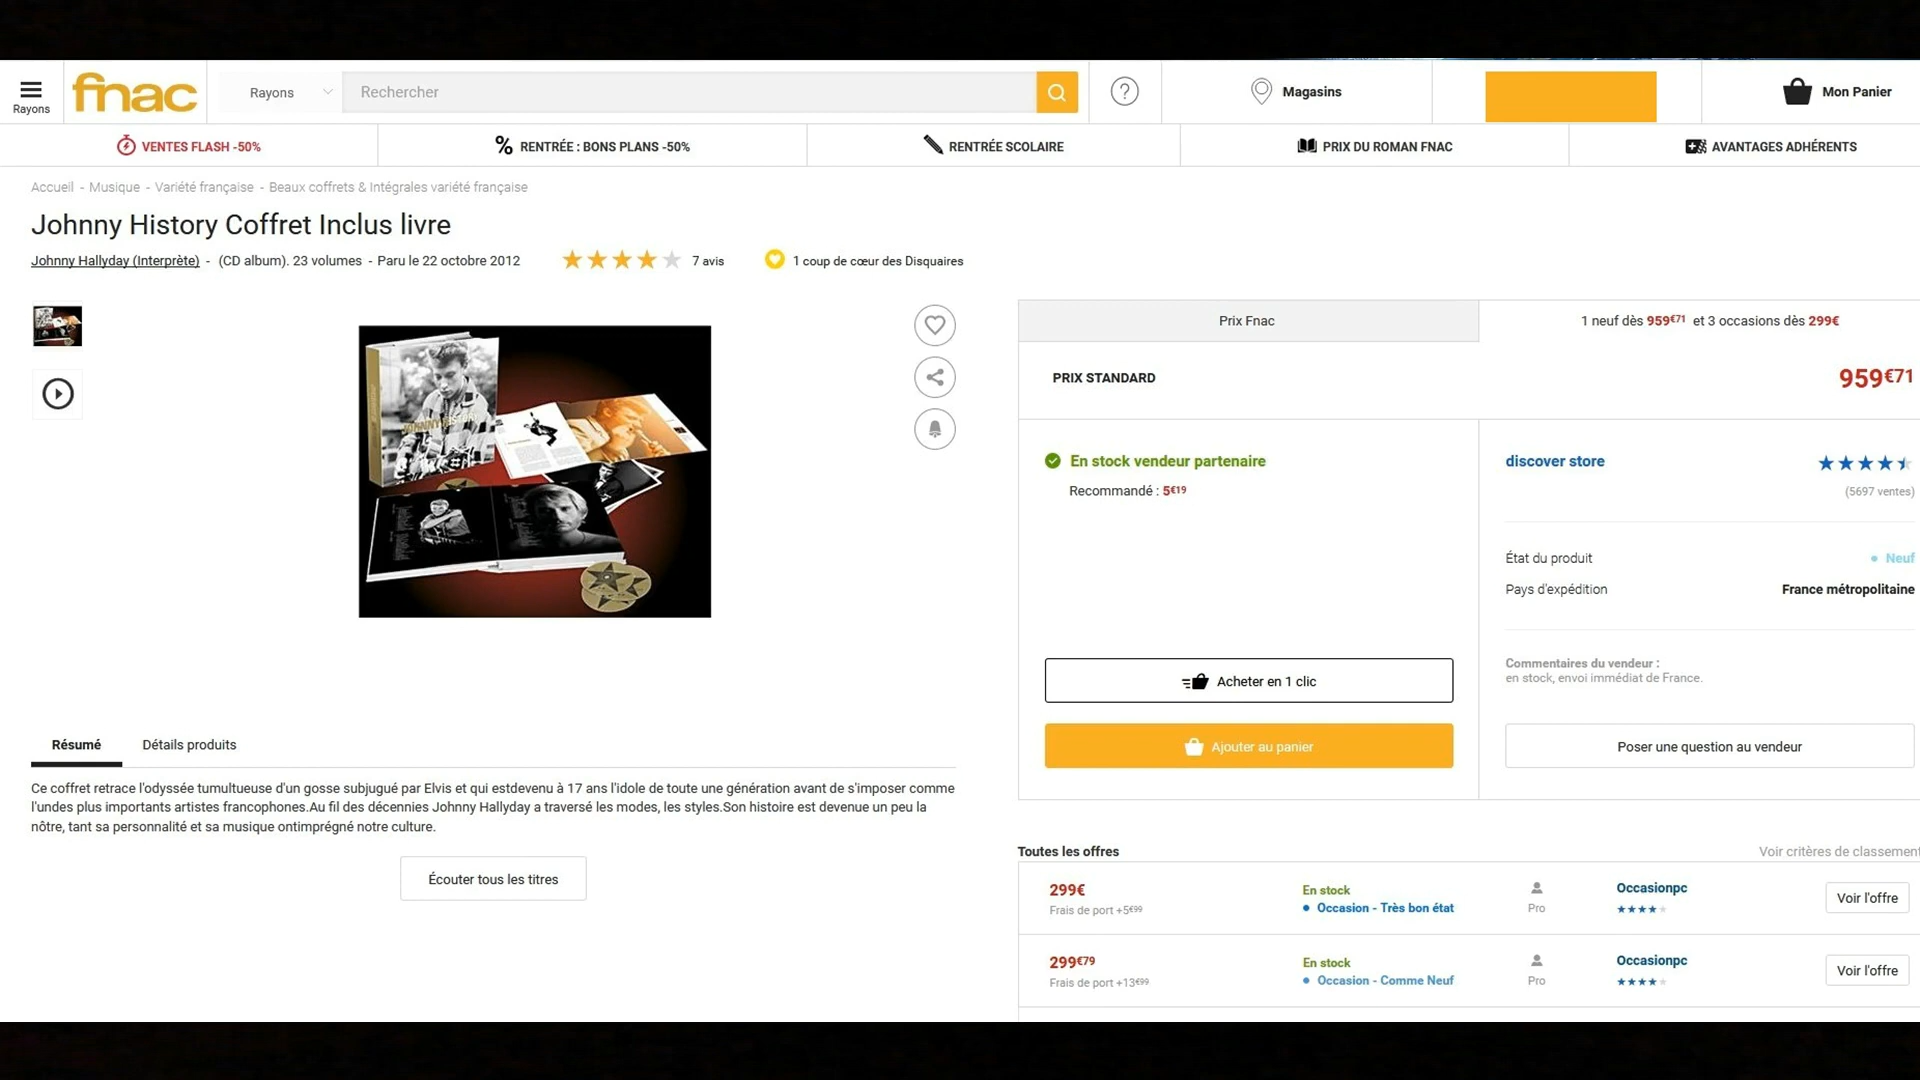 Rayons
fnac
Rayons
Rechercher
?
Magasins
Mon Panier
VENTES FLASH -50%
% RENTRÉE : BONS PLANS -50%
RENTRÉE SCOLAIRE
PRIX DU ROMAN FNAC
AVANTAGES ADHÉRENTS
Accueil - Musique - Variété française - Beaux coffrets & Intégrales variété française
Johnny History Coffret Inclus livre
Johnny Hallyday (Interprète) - (CD album). 23 volumes - Paru le 22 octobre 2012
7 avis
1 coup de cœur des Disquaires
JOHNNY HISTORY
Résumé
Détails produits
Ce coffret retrace l'odyssée tumultueuse d'un gosse subjugué par Elvis et qui estdevenu à 17 ans l'idole de toute une génération avant de s'imposer comme
l'undes plus importants artistes francophones.Au fil des décennies Johnny Hallyday a traversé les modes, les styles.Son histoire est devenue un peu la
nôtre, tant sa personnalité et sa musique ontimprégné notre culture.
Écouter tous les titres
Prix Fnac
1 neuf dès 959€71 et 3 occasions dès 299€
PRIX STANDARD
959€71
En stock vendeur partenaire
Recommandé : 5€19
Acheter en 1 clic
Ajouter au panier
discover store
(5697 ventes)
État du produit
Neuf
Pays d'expédition
France métropolitaine
Commentaires du vendeur :
en stock, envoi immédiat de France.
Poser une question au vendeur
Toutes les offres
Voir critères de classement
299€
Frais de port +5€99
En stock
Occasion - Très bon état
Pro
Occasionpc
Voir l'offre
299€79
Frais de port +13€99
En stock
Occasion - Comme Neuf
Pro
Occasionpc
Voir l'offre